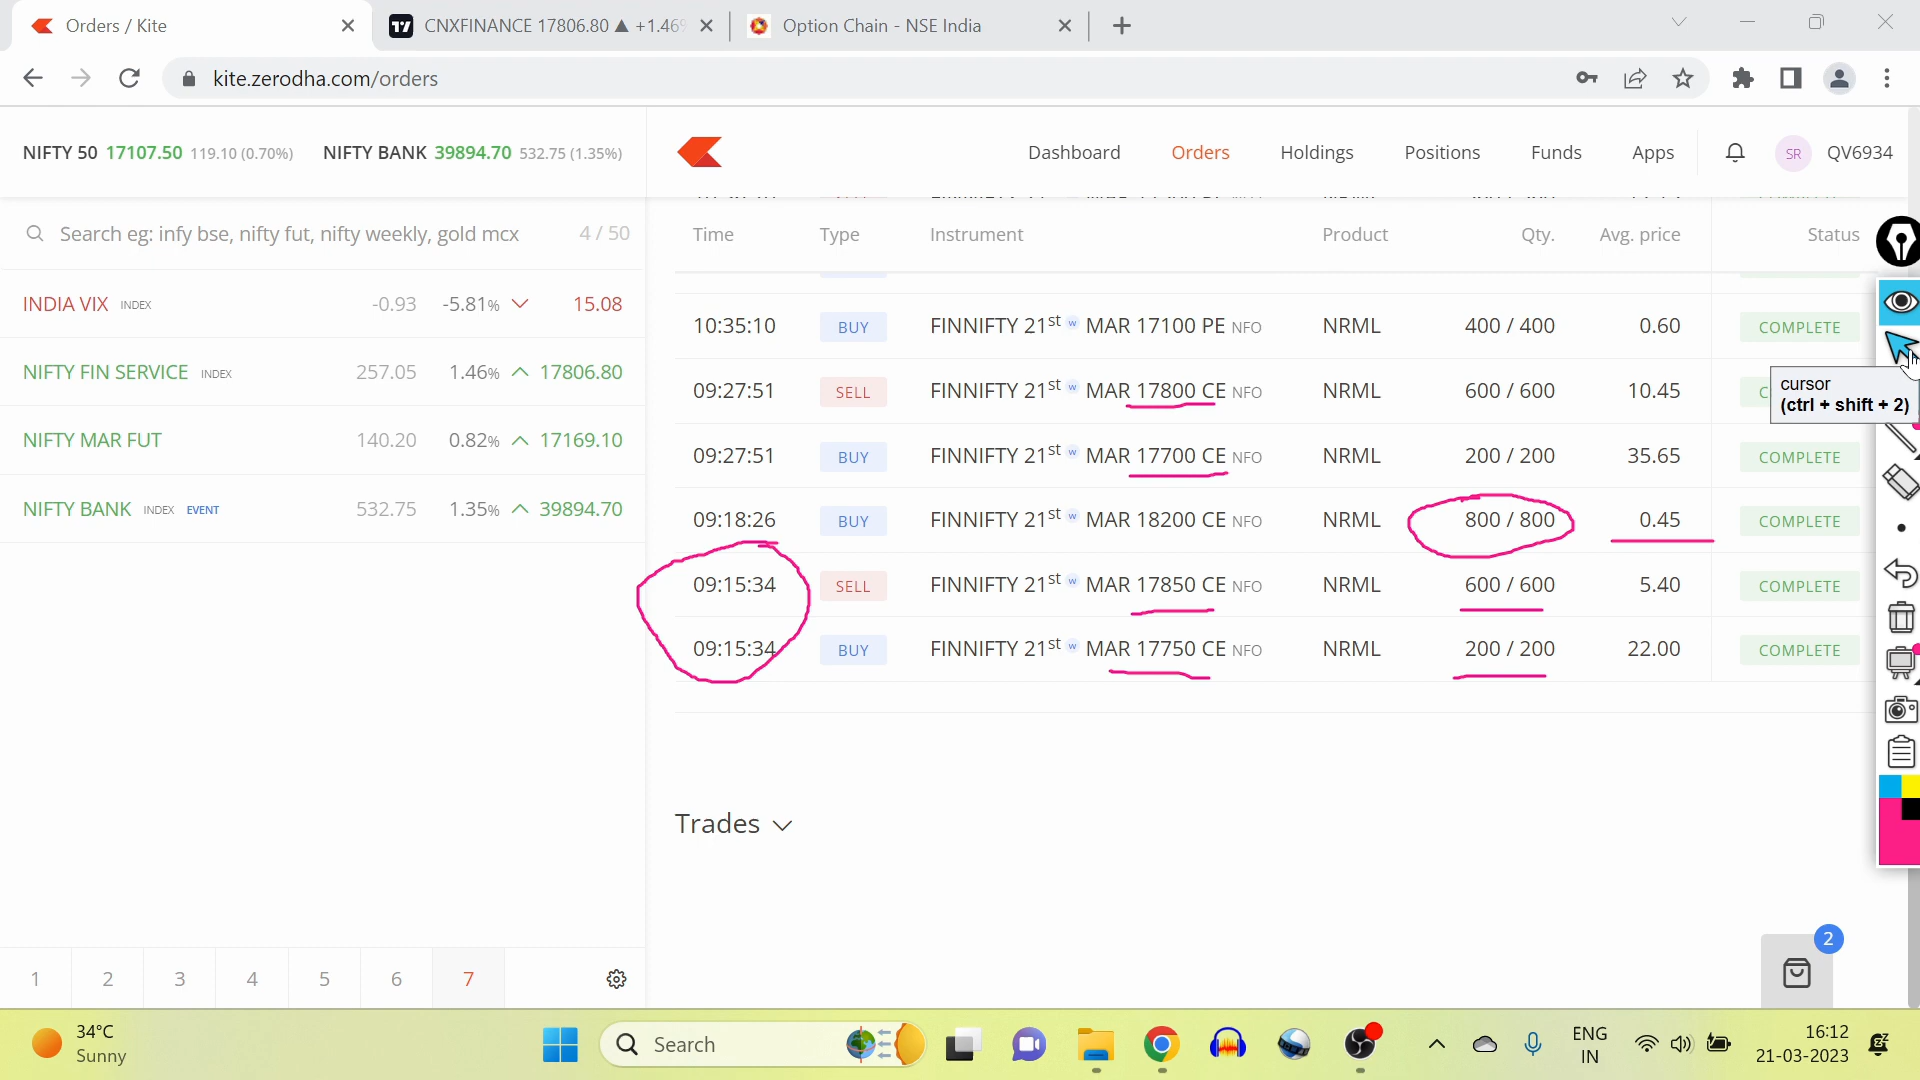 Orders / Kite
CNXFINANCE 17806.80 ▲ +1.46%
Option Chain - NSE India
kite.zerodha.com/orders
NIFTY 50 17107.50 119.10 (0.70%) NIFTY BANK 39894.70 532.75 (1.35%)
Dashboard Orders Holdings Positions Funds Apps SR QV6934
Search eg: infy bse, nifty fut, nifty weekly, gold mcx 4 / 50
INDIA VIX INDEX -0.93 -5.81% 15.08
NIFTY FIN SERVICE INDEX 257.05 1.46% 17806.80
NIFTY MAR FUT 140.20 0.82% 17169.10
NIFTY BANK INDEX EVENT 532.75 1.35% 39894.70
Time Type Instrument Product Qty. Avg. price Status
10:35:10 BUY FINNIFTY 21st w MAR 17100 PE NFO NRML 400 / 400 0.60 COMPLETE
09:27:51 SELL FINNIFTY 21st w MAR 17800 CE NFO NRML 600 / 600 10.45 C
09:27:51 BUY FINNIFTY 21st w MAR 17700 CE NFO NRML 200 / 200 35.65 COMPLETE
09:18:26 BUY FINNIFTY 21st w MAR 18200 CE NFO NRML 800 / 800 0.45 COMPLETE
09:15:34 SELL FINNIFTY 21st w MAR 17850 CE NFO NRML 600 / 600 5.40 COMPLETE
09:15:34 BUY FINNIFTY 21st w MAR 17750 CE NFO NRML 200 / 200 22.00 COMPLETE
cursor
(ctrl + shift + 2)
Trades
2
1 2 3 4 5 6 7
34°C
Sunny
Search
ENG
IN
16:12
21-03-2023